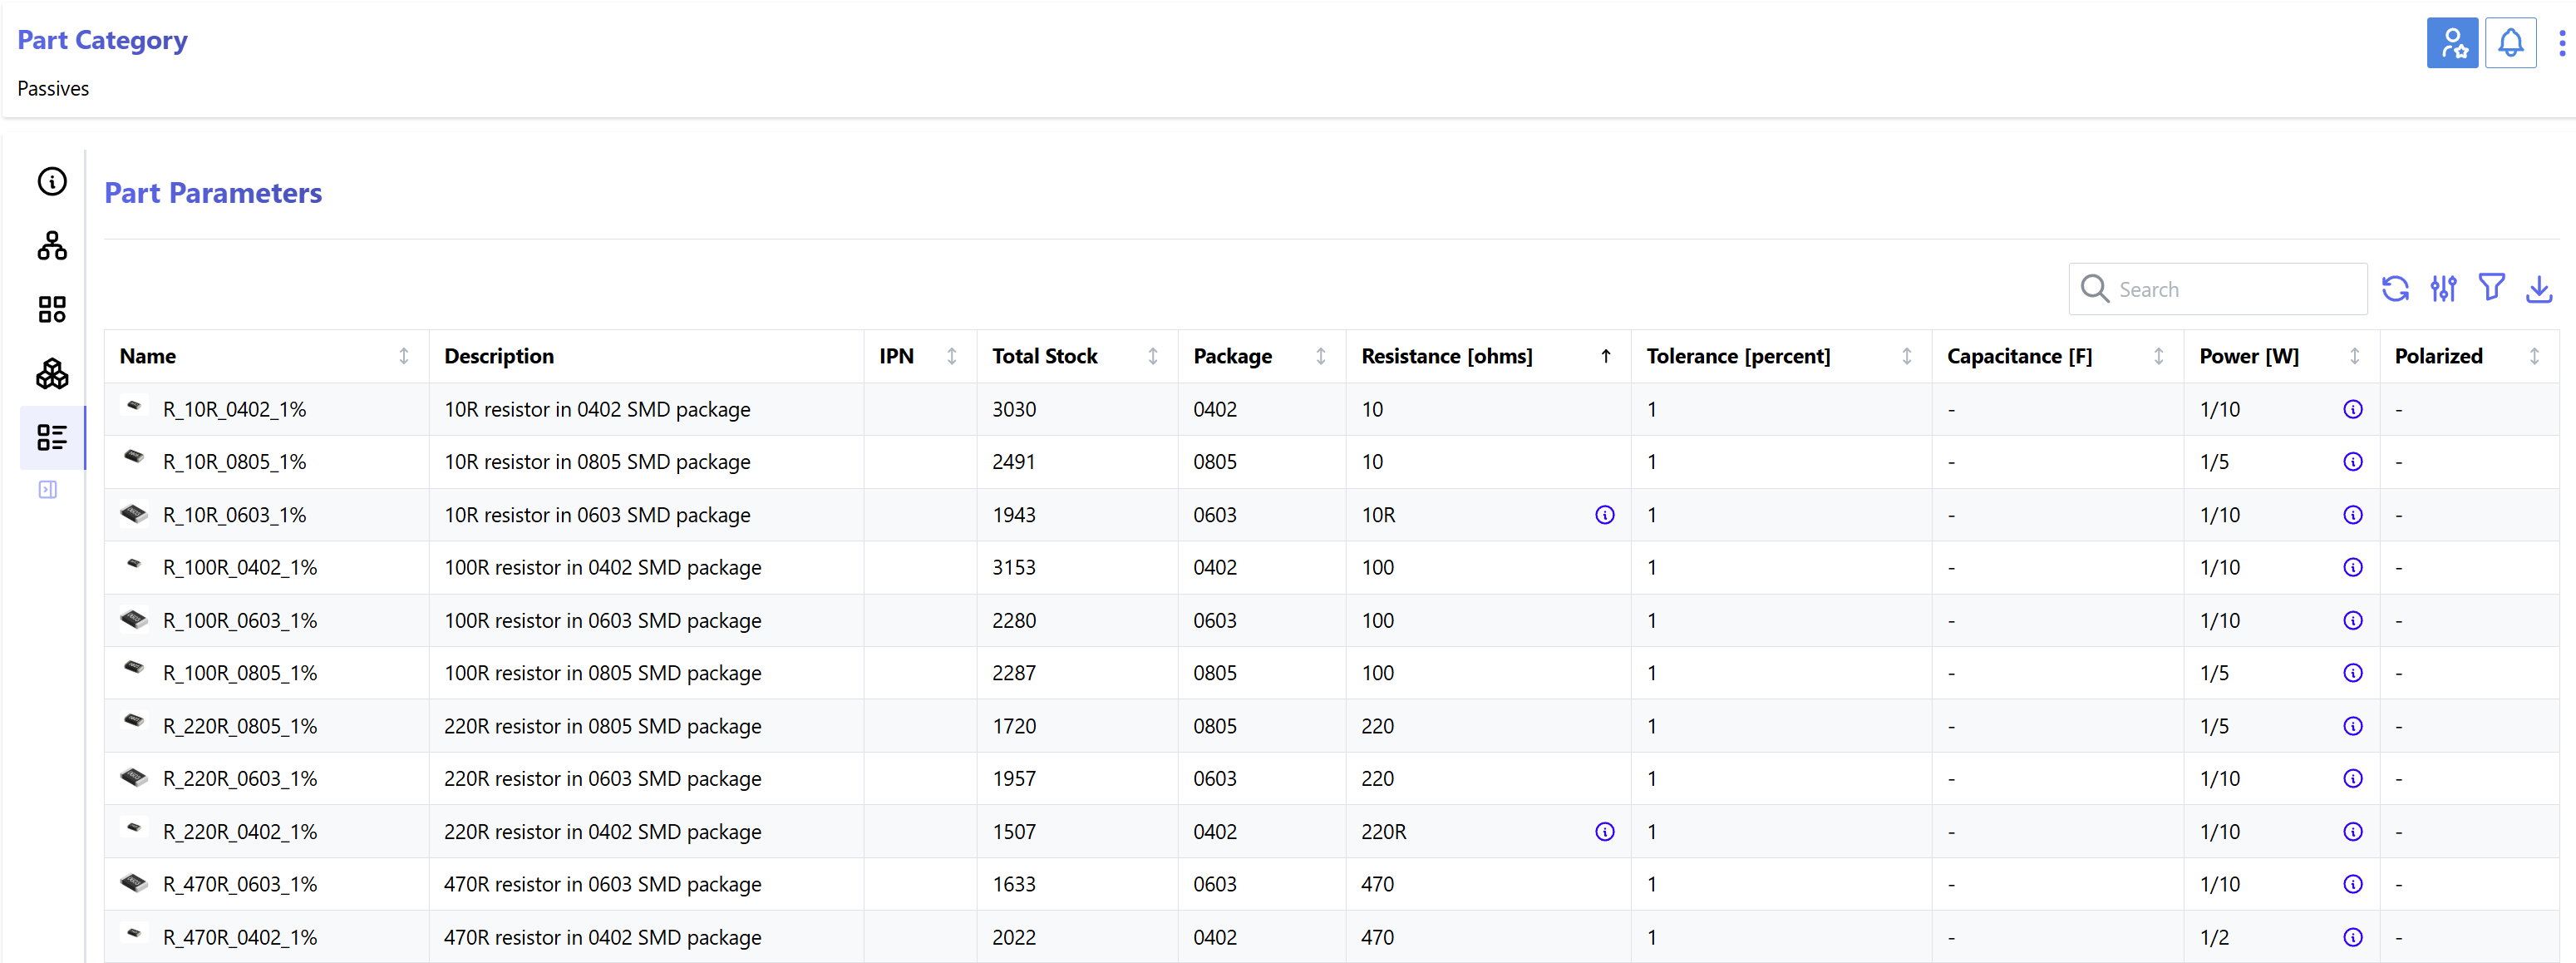 Part Category
Passives
Part Parameters
Search
Name Description IPN Total Stock Package Resistance [ohms] Tolerance [percent] Capacitance [F] Power [W] Polarized
R_10R_0402_1% 10R resistor in 0402 SMD package 3030 0402 10 1 - 1/10 -
R_10R_0805_1% 10R resistor in 0805 SMD package 2491 0805 10 1 - 1/5 -
R_10R_0603_1% 10R resistor in 0603 SMD package 1943 0603 10R 1 - 1/10 -
R_100R_0402_1% 100R resistor in 0402 SMD package 3153 0402 100 1 - 1/10 -
R_100R_0603_1% 100R resistor in 0603 SMD package 2280 0603 100 1 - 1/10 -
R_100R_0805_1% 100R resistor in 0805 SMD package 2287 0805 100 1 - 1/5 -
R_220R_0805_1% 220R resistor in 0805 SMD package 1720 0805 220 1 - 1/5 -
R_220R_0603_1% 220R resistor in 0603 SMD package 1957 0603 220 1 - 1/10 -
R_220R_0402_1% 220R resistor in 0402 SMD package 1507 0402 220R 1 - 1/10 -
R_470R_0603_1% 470R resistor in 0603 SMD package 1633 0603 470 1 - 1/10 -
R_470R_0402_1% 470R resistor in 0402 SMD package 2022 0402 470 1 - 1/2 -